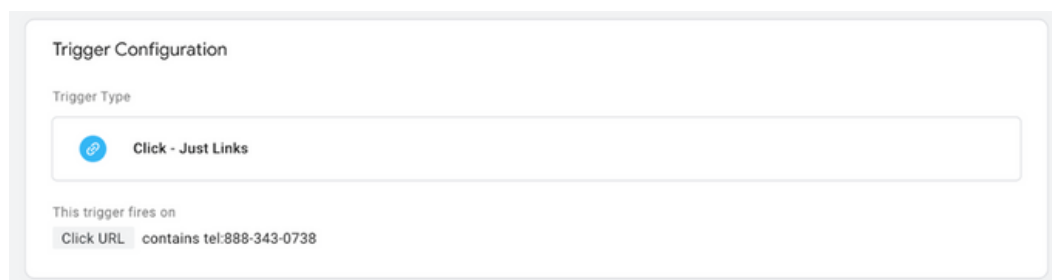 Trigger Configuration
Trigger Type
Click - Just Links
This trigger fires on
Click URL contains tel:888-343-0738